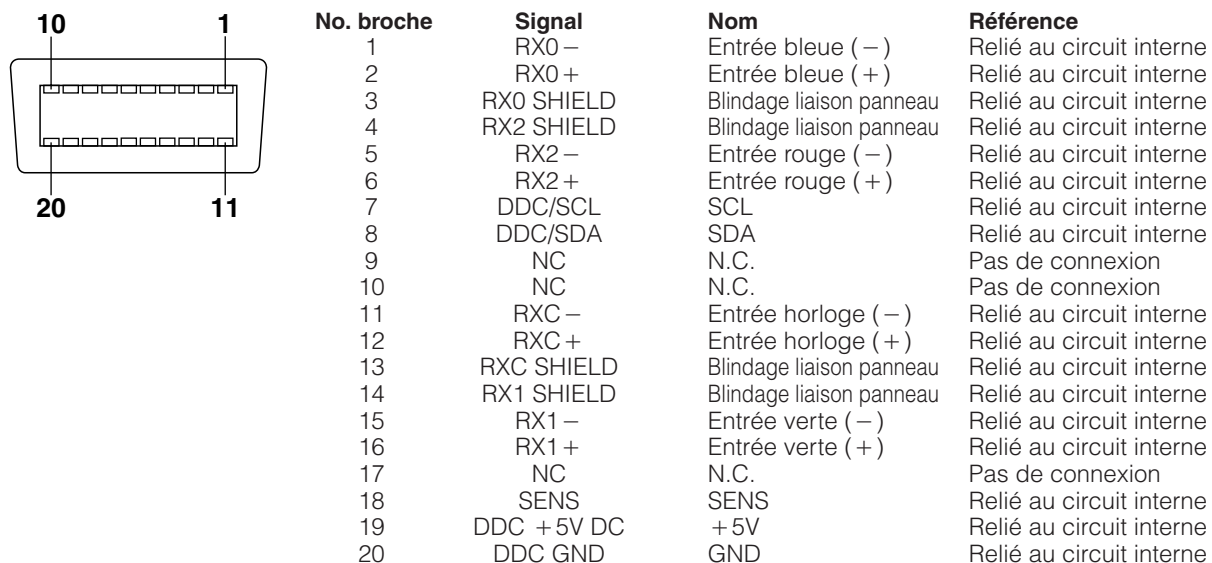 10 1
20 11
No. broche Signal Nom Référence
1 RX0− Entrée bleue (−) Relié au circuit interne
2 RX0+ Entrée bleue (+) Relié au circuit interne
3 RX0 SHIELD Blindage liaison panneau Relié au circuit interne
4 RX2 SHIELD Blindage liaison panneau Relié au circuit interne
5 RX2− Entrée rouge (−) Relié au circuit interne
6 RX2+ Entrée rouge (+) Relié au circuit interne
7 DDC/SCL SCL Relié au circuit interne
8 DDC/SDA SDA Relié au circuit interne
9 NC N.C. Pas de connexion
10 NC N.C. Pas de connexion
11 RXC− Entrée horloge (−) Relié au circuit interne
12 RXC+ Entrée horloge (+) Relié au circuit interne
13 RXC SHIELD Blindage liaison panneau Relié au circuit interne
14 RX1 SHIELD Blindage liaison panneau Relié au circuit interne
15 RX1− Entrée verte (−) Relié au circuit interne
16 RX1+ Entrée verte (+) Relié au circuit interne
17 NC N.C. Pas de connexion
18 SENS SENS Relié au circuit interne
19 DDC +5V DC +5V Relié au circuit interne
20 DDC GND GND Relié au circuit interne